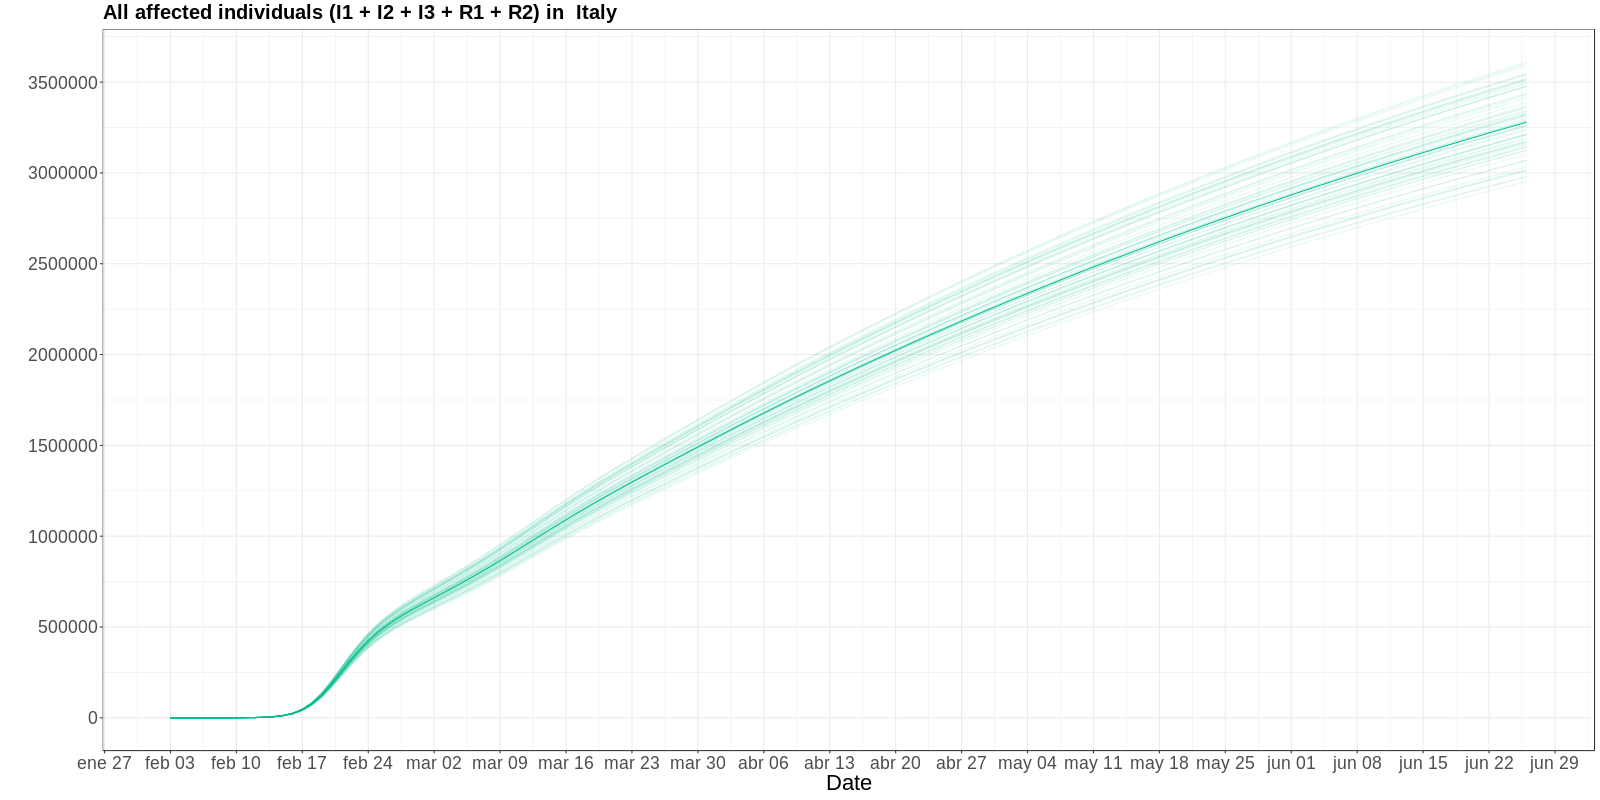 All affected individuals (I1 + I2 + I3 + R1 + R2) in  Italy
3500000
3000000
2500000
2000000
1500000
1000000
500000
0
ene 27 feb 03 feb 10 feb 17 feb 24 mar 02 mar 09 mar 16 mar 23 mar 30 abr 06 abr 13 abr 20 abr 27 may 04 may 11 may 18 may 25 jun 01 jun 08 jun 15 jun 22 jun 29
Date